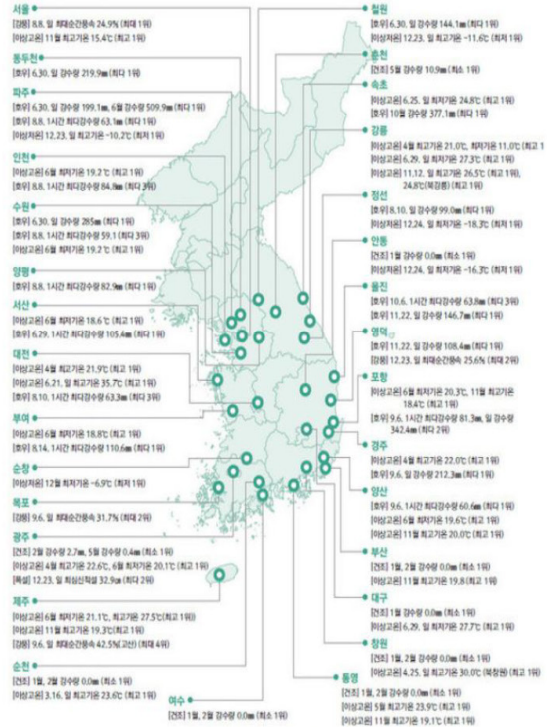 서울
[강풍] 8.8. 일 최대순간풍속 24.9㎧ (최대 1위)
[이상고온] 11월 최고기온 15.4℃ (최고 1위)
동두천
[호우] 6.30. 일 강수량 219.9㎜ (최다 1위)
파주
[호우] 6.30. 일 강수량 199.1㎜, 6월 강수량 509.9㎜ (최다 1위)
[호우] 8.8. 1시간 최다강수량 63.1㎜ (최다 1위)
[이상저온] 12.23. 일 최고기온 -10.2℃ (최저 1위)
인천
[이상고온] 6월 최저기온 19.2 ℃ (최고 1위)
[호우] 8.8. 1시간 최다강수량 84.8㎜ (최다 3위)
수원
[호우] 6.30. 일 강수량 285㎜ (최다 1위)
[호우] 8.8. 1시간 최다강수량 59.1 (최다 3위)
[이상고온] 6월 최저기온 19.2 ℃ (최고 1위)
양평
[호우] 8.8. 1시간 최다강수량 82.9㎜ (최다 1위)
서산
[이상고온] 6월 최저기온 18.6 ℃ (최고 1위)
[호우] 6.29. 1시간 최다강수량 105.4㎜ (최다 1위)
대전
[이상고온] 4월 최고기온 21.9℃ (최고 1위)
[이상고온] 6.21. 일 최고기온 35.7℃ (최고 1위)
[호우] 8.10. 1시간 최다강수량 63.3㎜ (최다 3위)
부여
[이상고온] 6월 최저기온 18.8℃ (최고 1위)
[호우] 8.14. 1시간 최다강수량 110.6㎜ (최다 1위)
순창
[이상저온] 12월 최고기온 -6.9℃ (최저 1위)
목포
[강풍] 9.6. 일 최대순간풍속 31.7㎧ (최대 2위)
광주
[건조] 2월 강수량 2.7㎜, 5월 강수량 0.4㎜ (최소 1위)
[이상고온] 4월 최고기온 22.6℃, 6월 최저기온 20.1℃ (최고 1위)
[폭설] 12.23. 일 최심신적설 32.9㎝ (최다 2위)
제주
[이상고온] 6월 최저기온 21.1℃, 최고기온 27.5℃(최고 1위))
[이상고온] 11월 최고기온 19.3℃(최고 1위)
[강풍] 9.6. 일 최대순간풍속 42.5㎧(고산) (최대 4위)
순천
[건조] 1월, 2월 강수량 0.0㎜ (최소 1위)
[이상고온] 3.16. 일 최고기온 23.6℃ (최고 1위)
여수
[건조] 1월, 2월 강수량 0.0㎜ (최소 1위)
철원
[호우] 6.30. 일 강수량 144.1㎜ (최다 1위)
[이상저온] 12.23. 일 최고기온 -11.6℃ (최저 1위)
춘천
[건조] 5월 강수량 10.9㎜ (최소 1위)
속초
[이상고온] 6.25. 일 최저기온 24.8℃ (최고 1위)
[호우] 10월 강수량 377.1㎜ (최다 1위)
강릉
[이상고온] 4월 최고기온 21.0℃, 최저기온 11.0℃ (최고 1
[이상고온] 6.29. 일 최저기온 27.3℃ (최고 1위)
[이상고온] 11.12. 일 최고기온 26.5℃ (최고 1위),
24.8℃(북강릉) (최고 1위)
정선
[호우] 8.10. 일 강수량 99.0㎜ (최다 1위)
[이상저온] 12.24. 일 최저기온 -18.3℃ (최저 1위)
안동
[건조] 1월 강수량 0.0㎜ (최소 1위)
[이상저온] 12.24. 일 최저기온 -16.3℃ (최저 1위)
울진
[호우] 10.6. 1시간 최다강수량 63.8㎜ (최다 3위)
[호우] 11.22. 일 강수량 146.7㎜ (최다 1위)
영덕
[호우] 11.22. 일 강수량 108.4㎜ (최다 1위)
[강풍] 12.23. 일 최대순간풍속 25.6㎧ (최대 2위)
포항
[이상고온] 6월 최저기온 20.3℃, 11월 최고기온
18.4℃ (최고 1위)
[호우] 9.6. 1시간 최다강수량 81.3㎜, 일 강수량
342.4㎜ (최다 2위)
경주
[이상고온] 4월 최고기온 22.0℃ (최고 1위)
[호우] 9.6. 일 강수량 212.3㎜ (최다 1위)
양산
[호우] 9.6. 1시간 최다강수량 60.6㎜ (최다 1위)
[이상고온] 6월 최저기온 19.6℃ (최고 1위)
[이상고온] 11월 최고기온 20.0℃ (최고 1위)
부산
[건조] 1월, 2월 강수량 0.0㎜ (최소 1위)
[이상고온] 11월 최고기온 19.8 (최고 1위)
대구
[건조] 1월 강수량 0.0㎜ (최소 1위)
[이상고온] 6.29. 일 최저기온 27.7℃ (최고 1위)
창원
[건조] 1월, 2월 강수량 0.0㎜ (최소 1위)
[이상고온] 4.25. 일 최고기온 30.0℃ (북창원) (최고 1위)
통영
[건조] 1월, 2월 강수량 0.0㎜ (최소 1위)
[이상고온] 5월 최고기온 23.9℃ (최고 1위)
[이상고온] 11월 최고기온 19.1℃ (최고 1위)